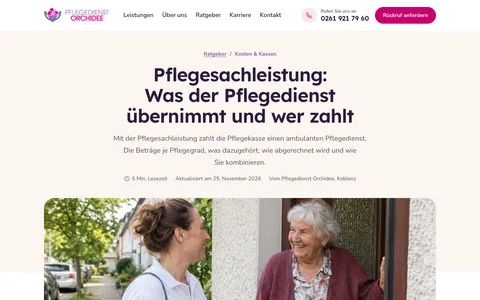 PFLEGEDIENST
ORCHIDEE
Leistungen Über uns Ratgeber Karriere Kontakt
Rufen Sie uns an
0261 921 79 60
Rückruf anfordern
Ratgeber / Kosten & Kassen
Pflegesachleistung:
Was der Pflegedienst
übernimmt und wer zahlt
Mit der Pflegesachleistung zahlt die Pflegekasse einen ambulanten Pflegedienst.
Die Beträge je Pflegegrad, was dazugehört, wie abgerechnet wird und wie
Sie kombinieren.
5 Min. Lesezeit Aktualisiert am 25. November 2026 Vom Pflegedienst Orchidee, Koblenz